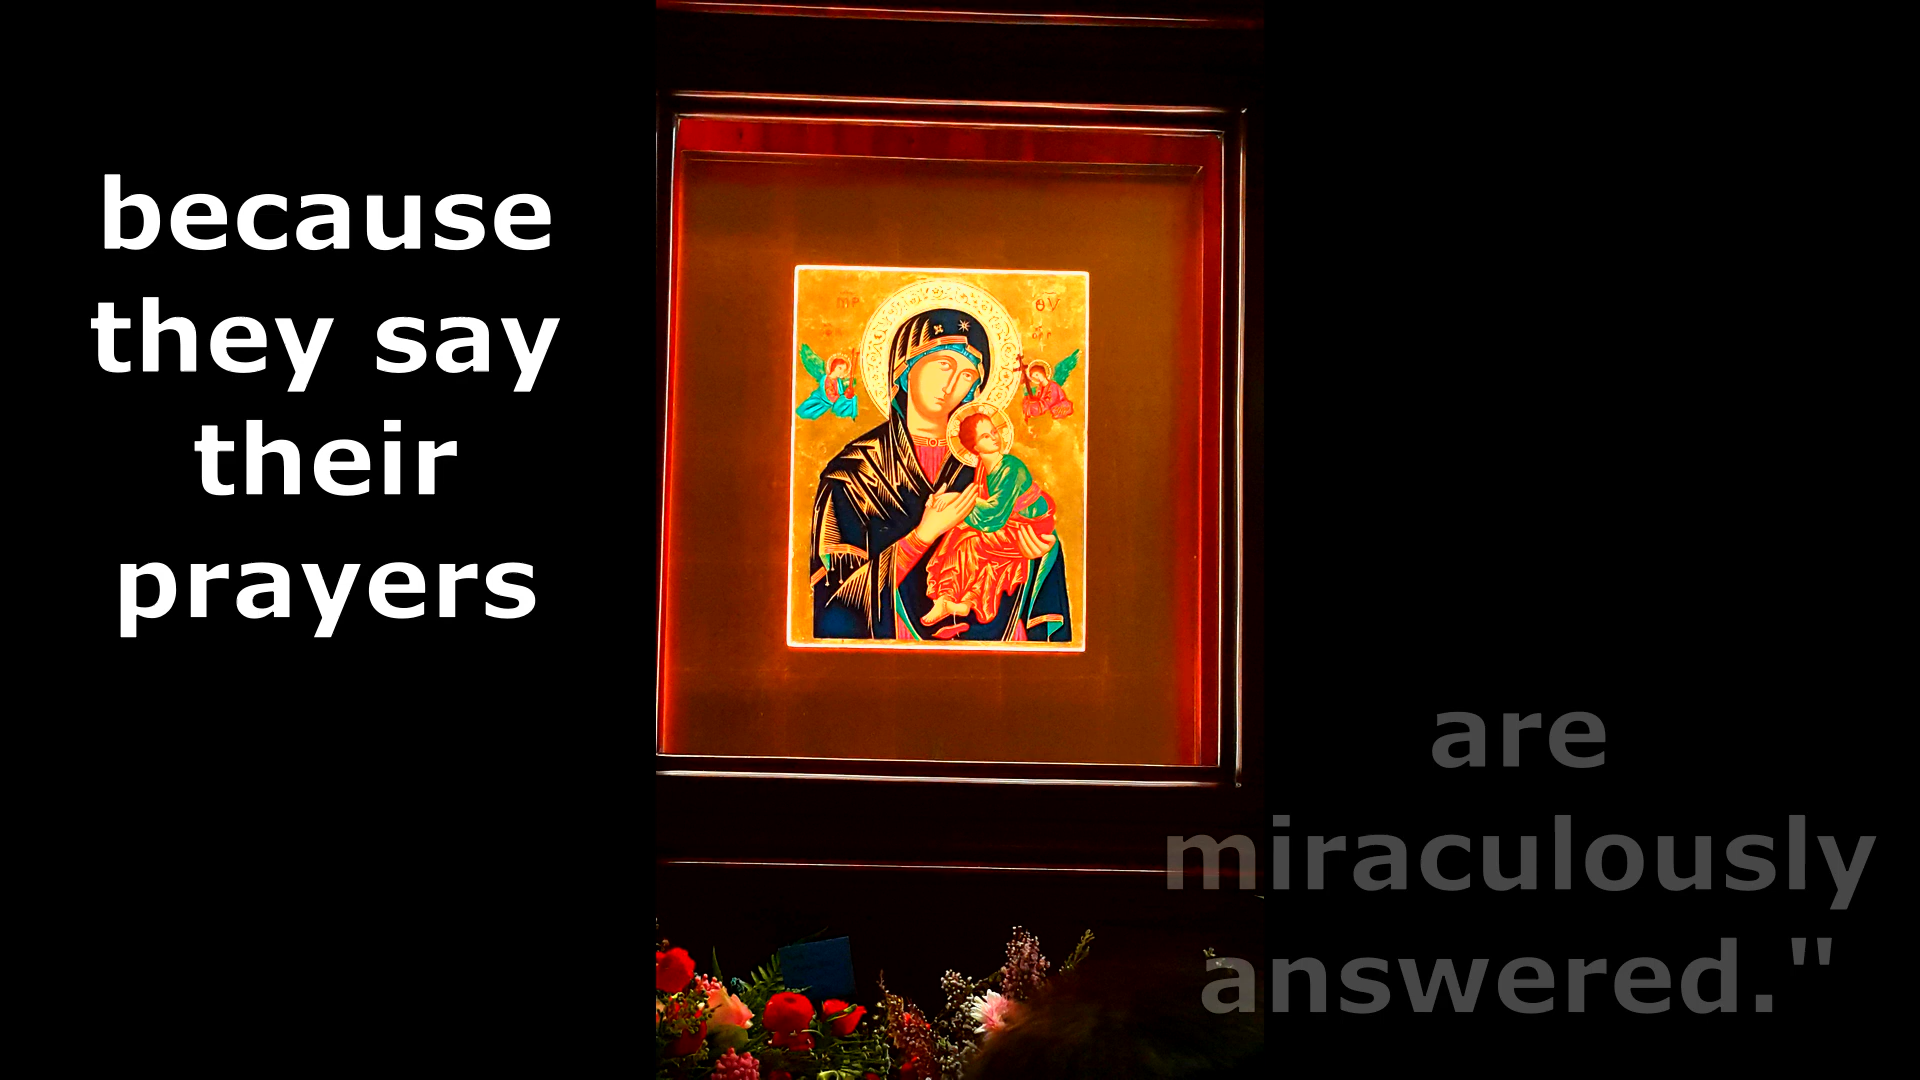 because
they say
their
prayers
are
miraculously
answered."